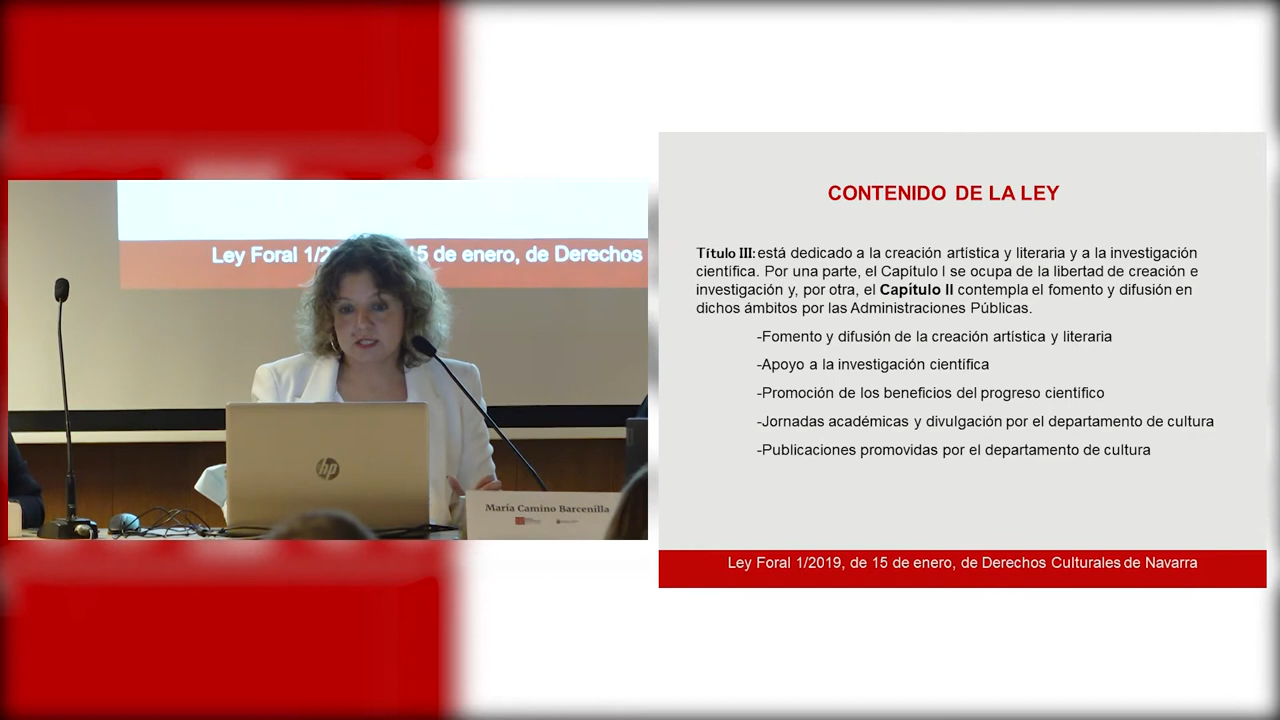 Ley Foral 1/2 15 de enero, de Derechos
hp
María Camino Barcenilla
CONTENIDO DE LA LEY
Título III: está dedicado a la creación artística y literaria y a la investigación
científica. Por una parte, el Capítulo I se ocupa de la libertad de creación e
investigación y, por otra, el Capítulo II contempla el fomento y difusión en
dichos ámbitos por las Administraciones Públicas.
-Fomento y difusión de la creación artística y literaria
-Apoyo a la investigación científica
-Promoción de los beneficios del progreso científico
-Jornadas académicas y divulgación por el departamento de cultura
-Publicaciones promovidas por el departamento de cultura
Ley Foral 1/2019, de 15 de enero, de Derechos Culturales de Navarra